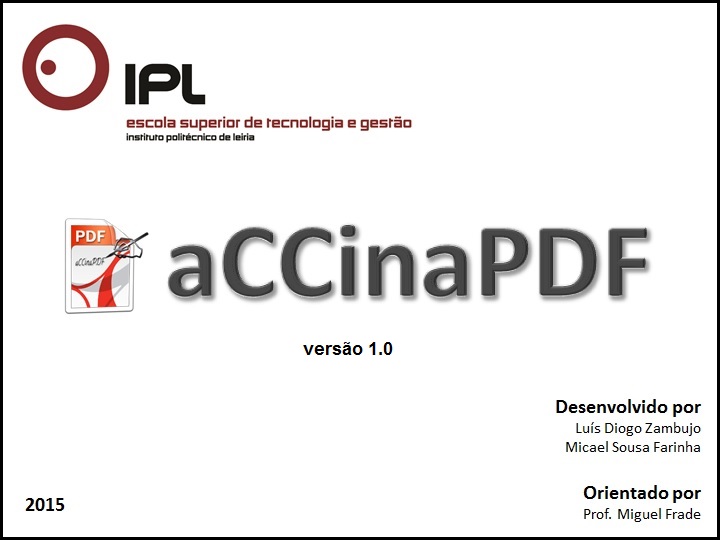 IPL
escola superior de tecnologia e gestão
instituto politécnico de leiria
PDF
aCCinaPDF
aCCinaPDF
versão 1.0
Desenvolvido por
Luís Diogo Zambujo
Micael Sousa Farinha
Orientado por
Prof. Miguel Frade
2015